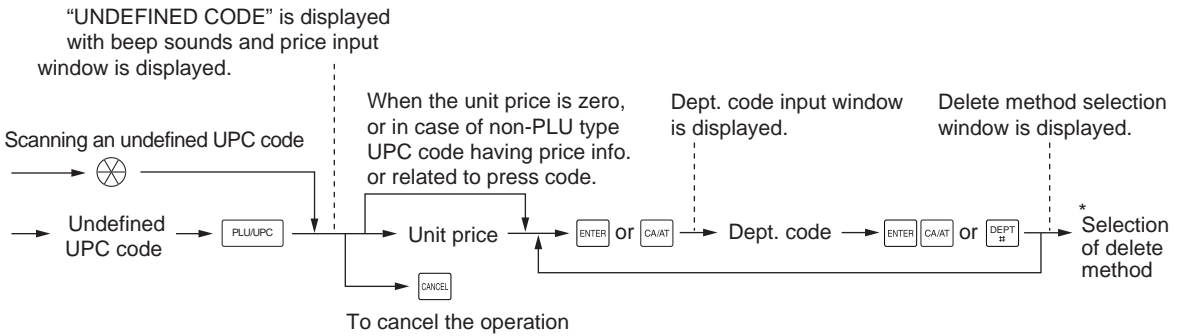 “UNDEFINED CODE” is displayed
with beep sounds and price input
window is displayed.
When the unit price is zero,
or in case of non-PLU type
UPC code having price info.
or related to press code.
Dept. code input window
is displayed.
Delete method selection
window is displayed.
Scanning an undefined UPC code
Undefined
UPC code
PLU/UPC
Unit price
ENTER or CA/AT
Dept. code
ENTER CA/AT or DEPT
#
*
Selection
of delete
method
CANCEL
To cancel the operation